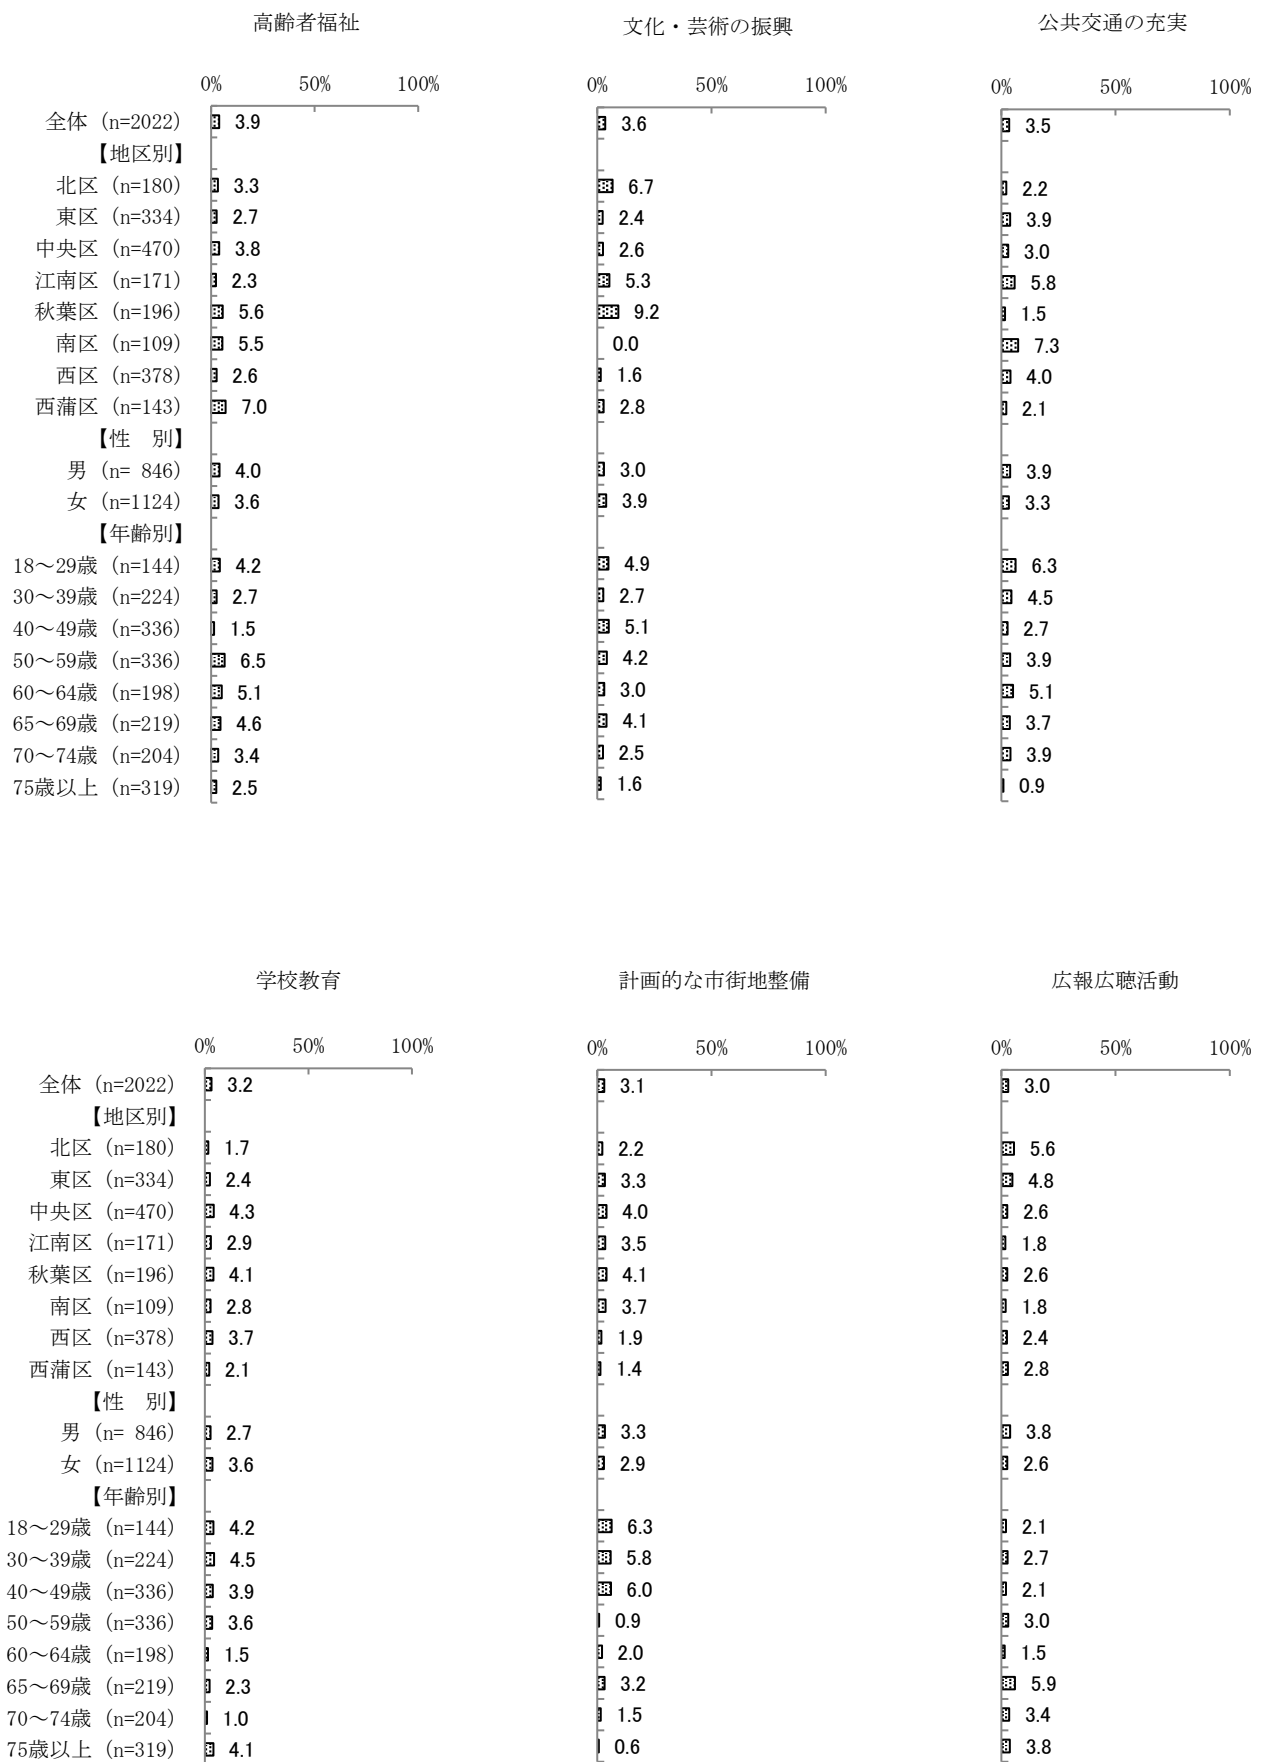 高齢者福祉 文化・芸術の振興 公共交通の充実
0% 50% 100% 0% 50% 100% 0% 50% 100%
全体 (n=2022) 3.9 3.6 3.5
【地区別】
北区 (n=180) 3.3 6.7 2.2
東区 (n=334) 2.7 2.4 3.9
中央区 (n=470) 3.8 2.6 3.0
江南区 (n=171) 2.3 5.3 5.8
秋葉区 (n=196) 5.6 9.2 1.5
南区 (n=109) 5.5 0.0 7.3
西区 (n=378) 2.6 1.6 4.0
西蒲区 (n=143) 7.0 2.8 2.1
【性　別】
男 (n= 846) 4.0 3.0 3.9
女 (n=1124) 3.6 3.9 3.3
【年齢別】
18～29歳 (n=144) 4.2 4.9 6.3
30～39歳 (n=224) 2.7 2.7 4.5
40～49歳 (n=336) 1.5 5.1 2.7
50～59歳 (n=336) 6.5 4.2 3.9
60～64歳 (n=198) 5.1 3.0 5.1
65～69歳 (n=219) 4.6 4.1 3.7
70～74歳 (n=204) 3.4 2.5 3.9
75歳以上 (n=319) 2.5 1.6 0.9
学校教育 計画的な市街地整備 広報広聴活動
0% 50% 100% 0% 50% 100% 0% 50% 100%
全体 (n=2022) 3.2 3.1 3.0
【地区別】
北区 (n=180) 1.7 2.2 5.6
東区 (n=334) 2.4 3.3 4.8
中央区 (n=470) 4.3 4.0 2.6
江南区 (n=171) 2.9 3.5 1.8
秋葉区 (n=196) 4.1 4.1 2.6
南区 (n=109) 2.8 3.7 1.8
西区 (n=378) 3.7 1.9 2.4
西蒲区 (n=143) 2.1 1.4 2.8
【性　別】
男 (n= 846) 2.7 3.3 3.8
女 (n=1124) 3.6 2.9 2.6
【年齢別】
18～29歳 (n=144) 4.2 6.3 2.1
30～39歳 (n=224) 4.5 5.8 2.7
40～49歳 (n=336) 3.9 6.0 2.1
50～59歳 (n=336) 3.6 0.9 3.0
60～64歳 (n=198) 1.5 2.0 1.5
65～69歳 (n=219) 2.3 3.2 5.9
70～74歳 (n=204) 1.0 1.5 3.4
75歳以上 (n=319) 4.1 0.6 3.8